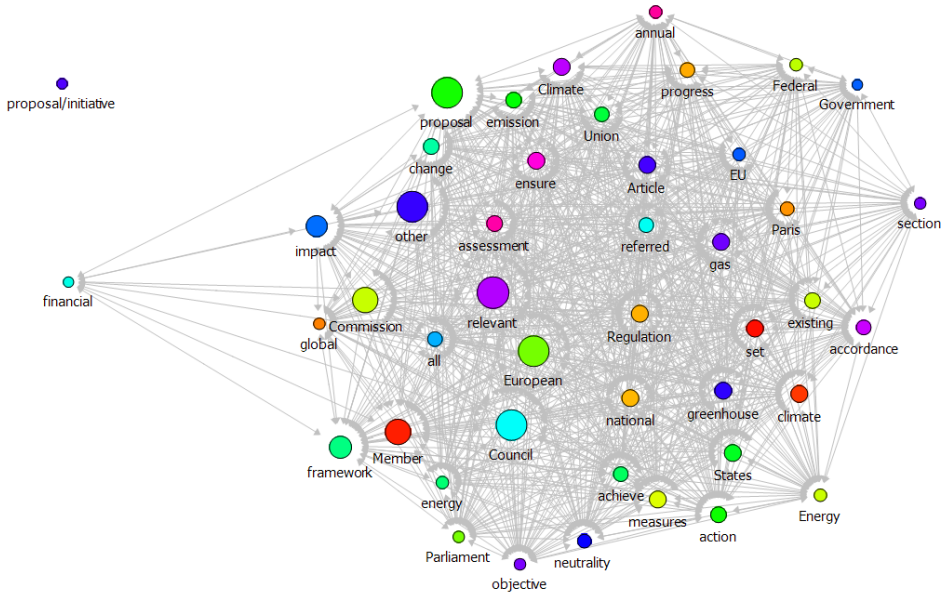 annual
Climate
progress
Federal
Government
proposal/initiative
proposal
emission
Union
change
ensure
Article
EU
Paris
section
impact
other
assessment
referred
gas
financial
Commission
relevant
global
all
European
Regulation
set
existing
accordance
framework
Member
Council
national
greenhouse
climate
energy
achieve
measures
States
action
Energy
Parliament
objective
neutrality